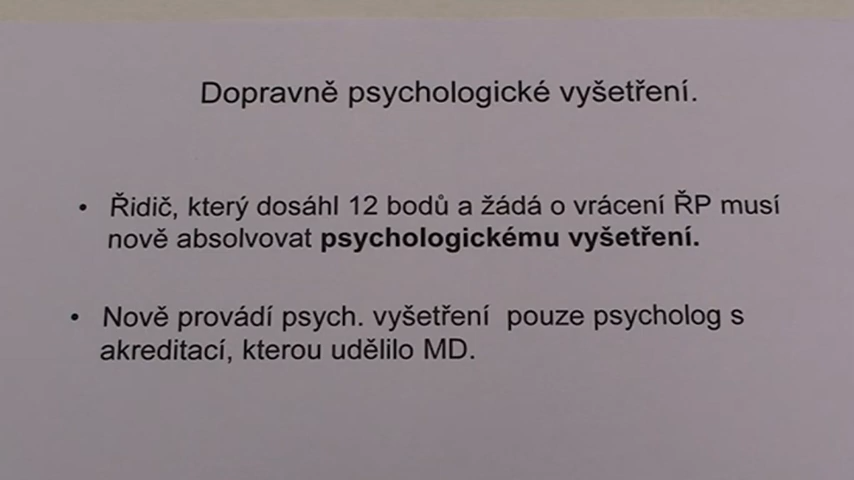 Dopravně psychologické vyšetření.
• Řidič, který dosáhl 12 bodů a žádá o vrácení ŘP musí
nově absolvovat psychologickému vyšetření.
• Nově provádí psych. vyšetření pouze psycholog s
akreditací, kterou udělilo MD.